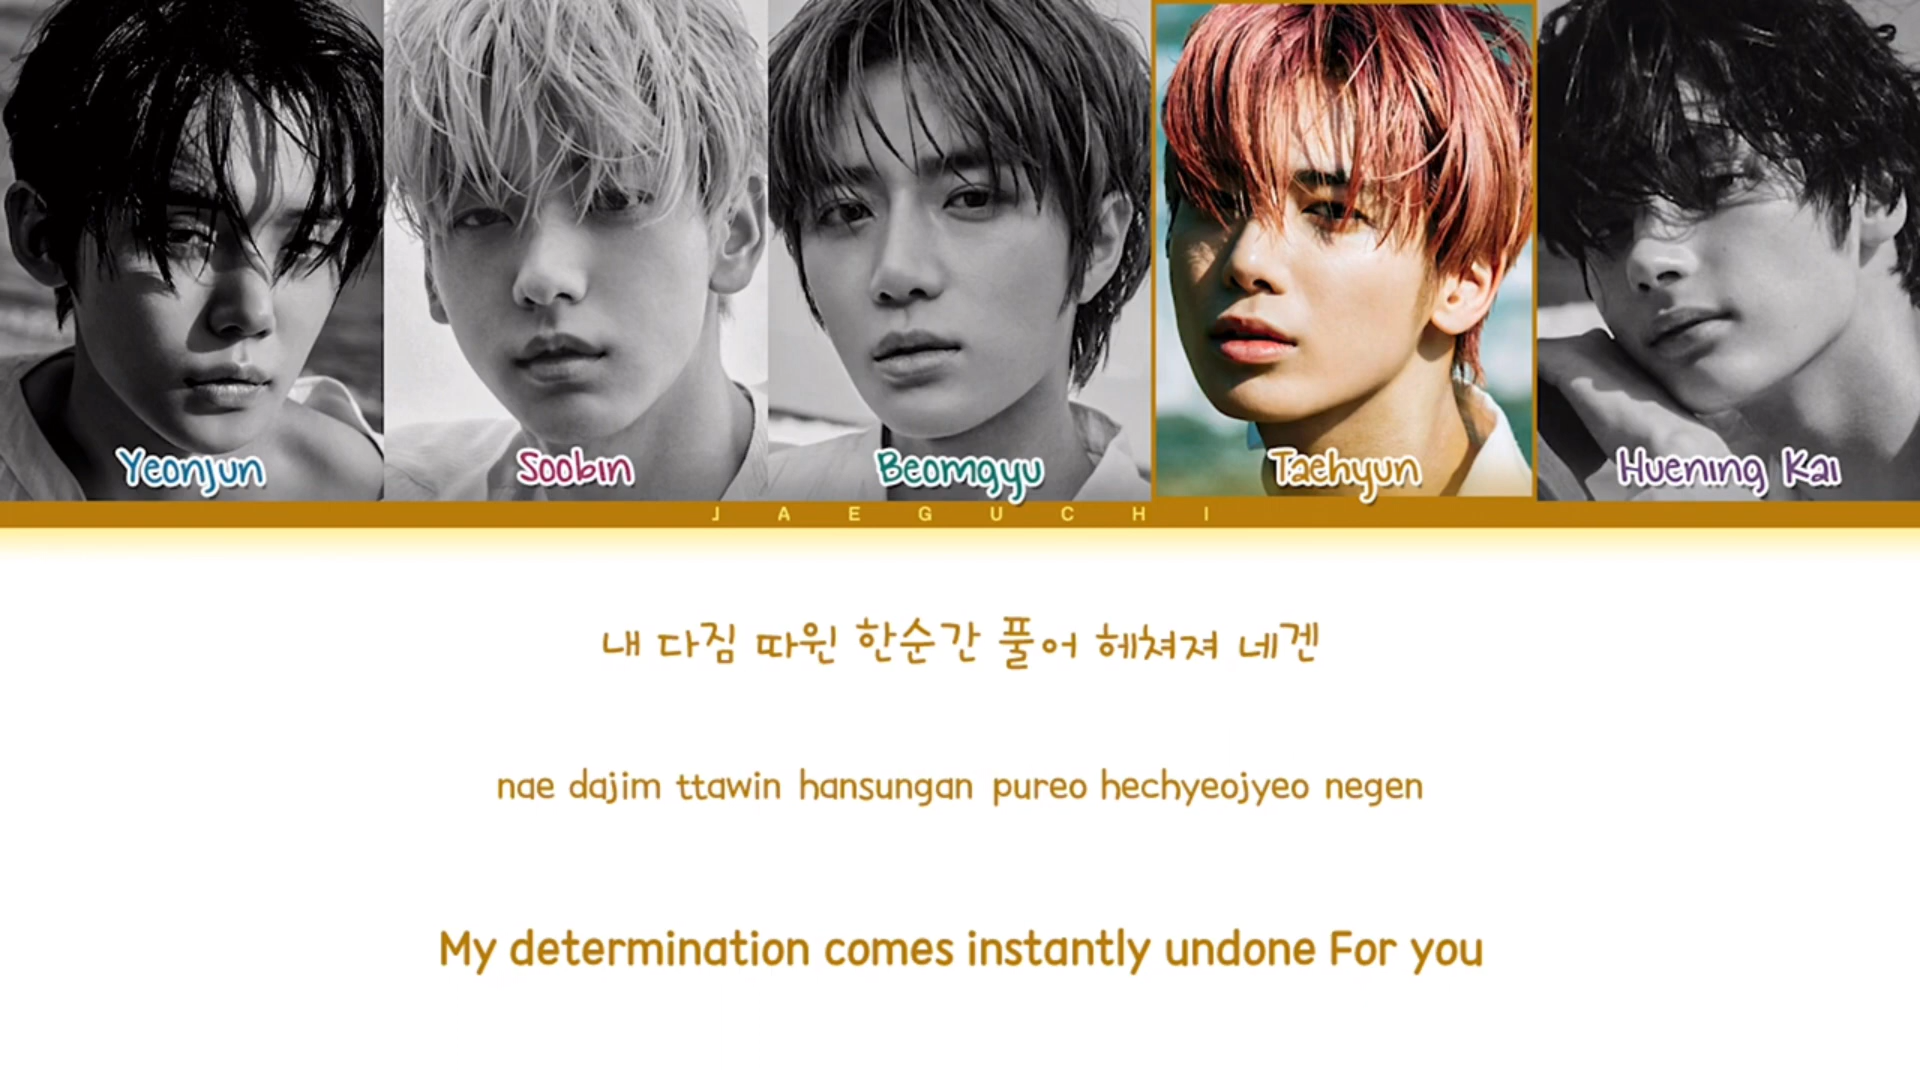 Yeonjun Soobin Beomgyu Taehyun Huening Kai
JAEGUCHI
내 다짐 따윈 한순간 풀어 헤쳐져 네겐
nae dajim ttawin hansungan pureo hechyeojyeo negen
My determination comes instantly undone For you